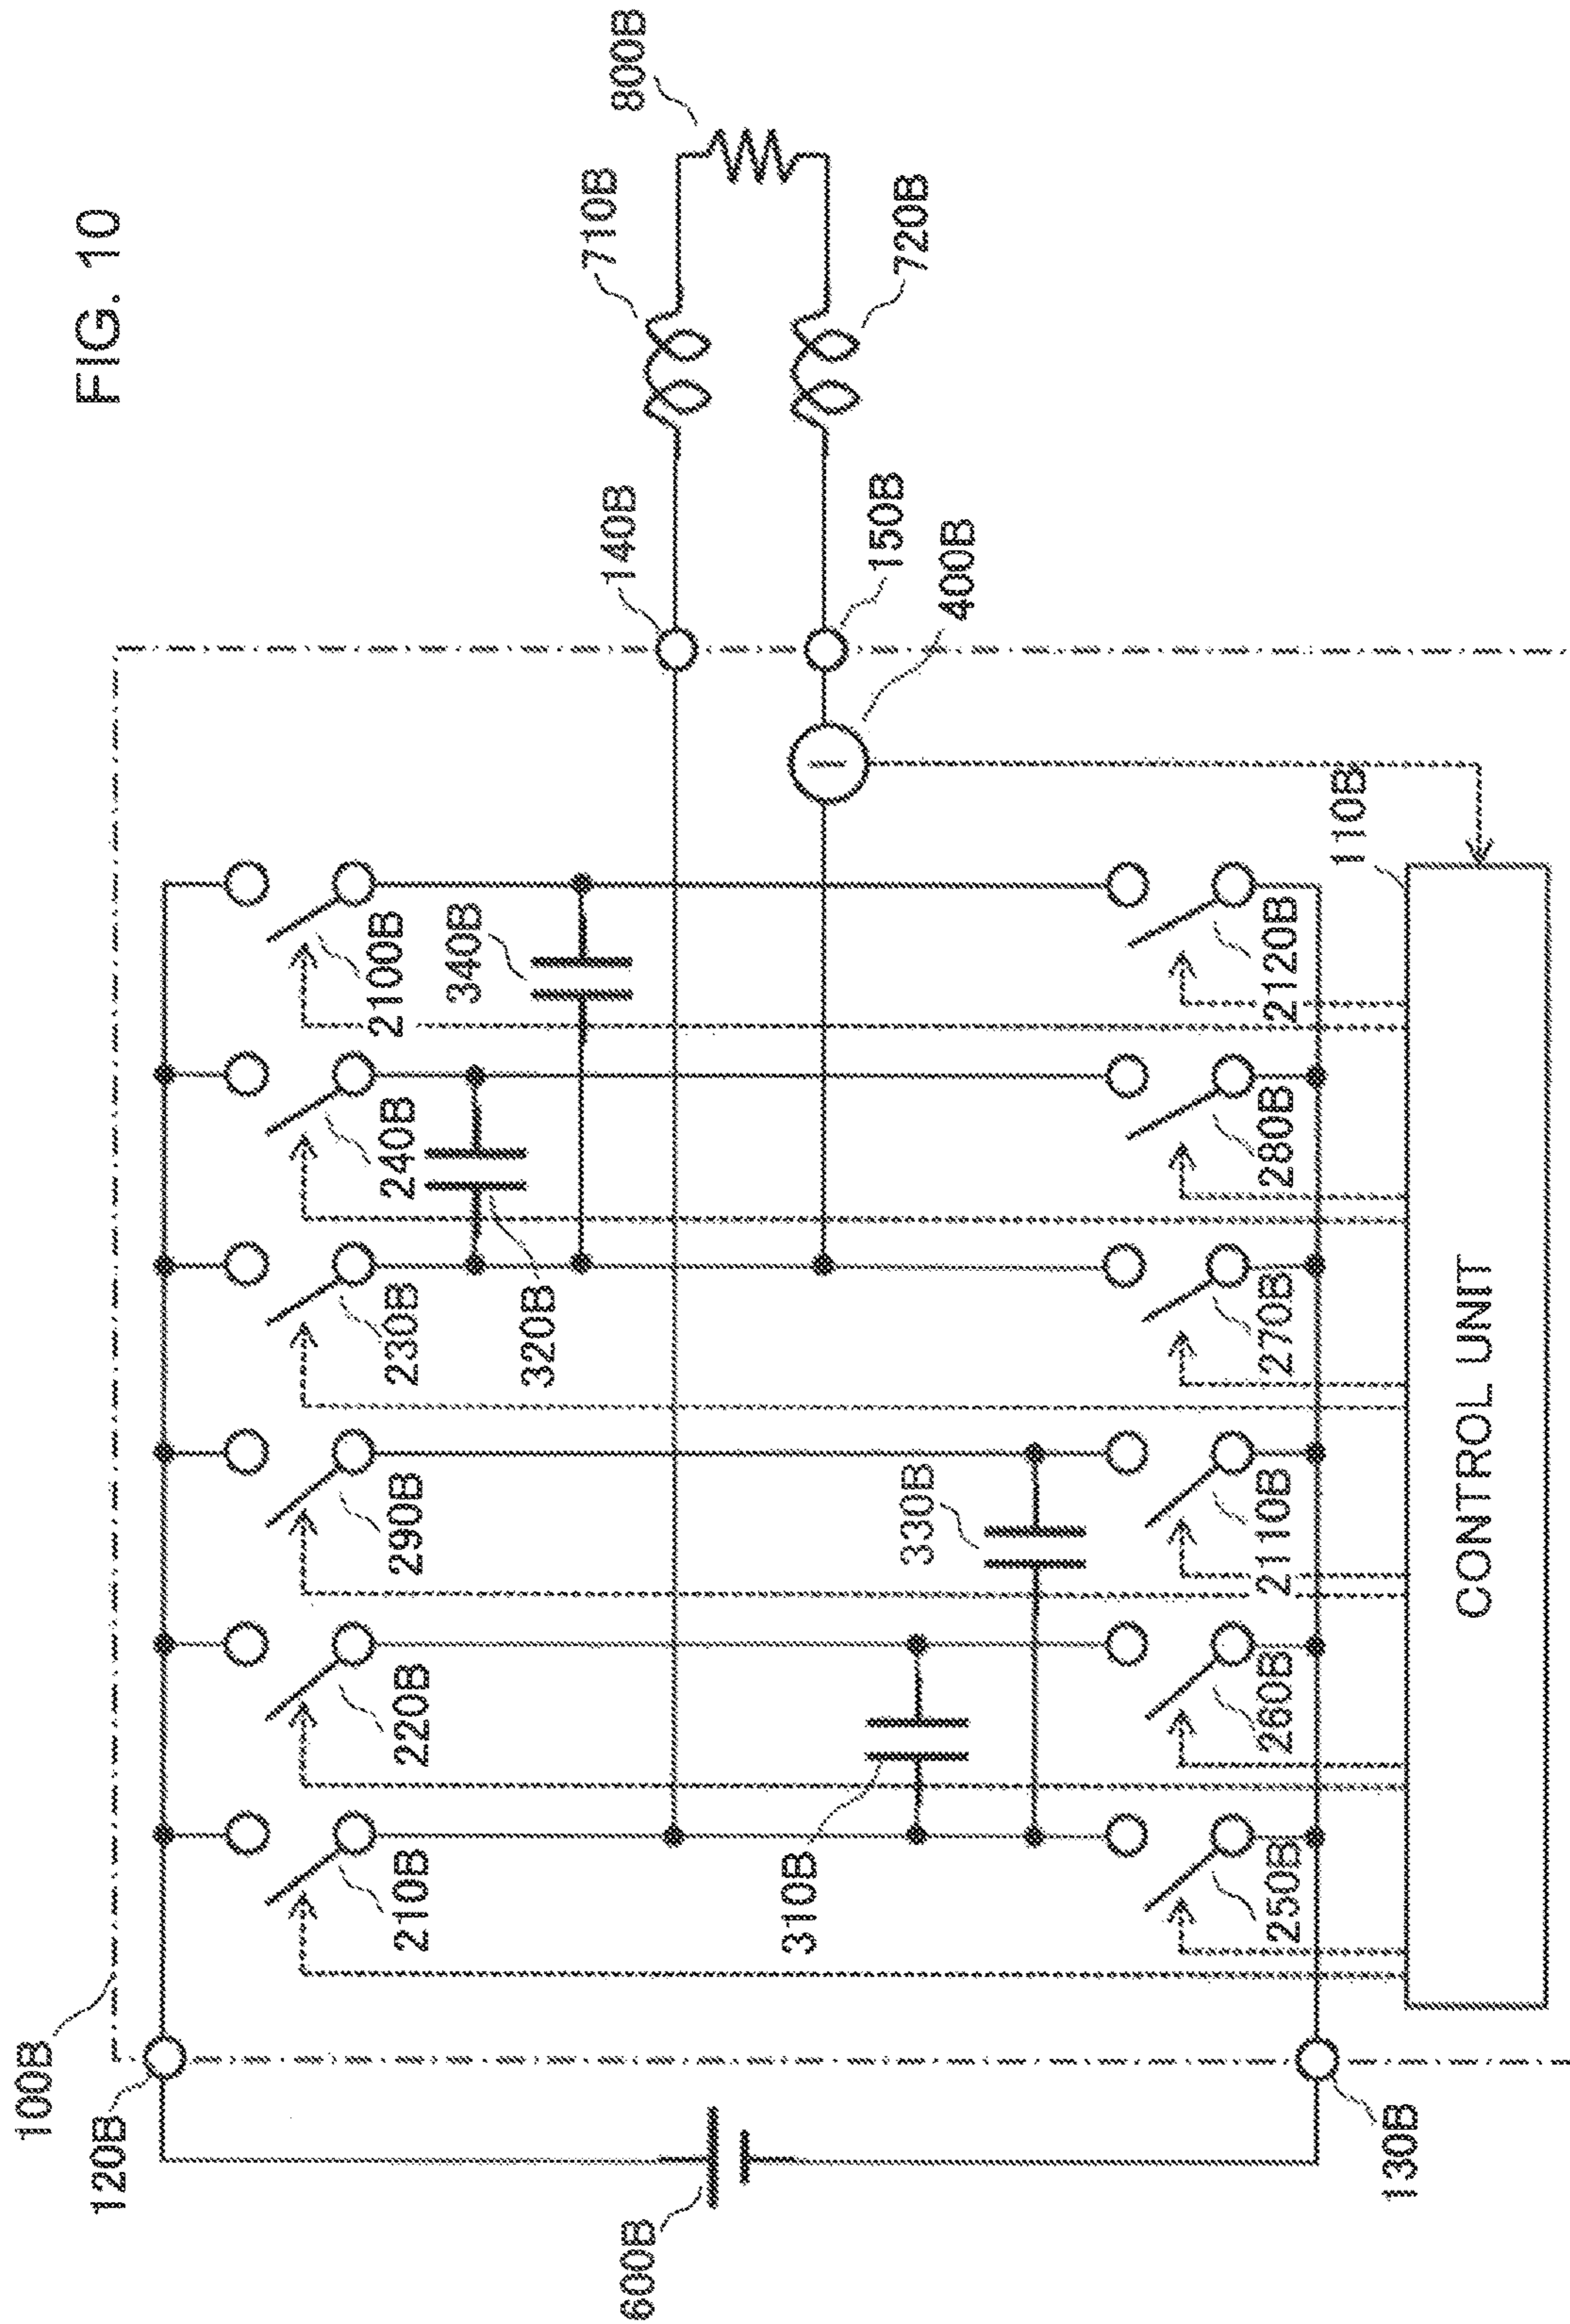 FIG. 10
100B
120B
600B
130B
210B
220B
290B
230B
240B
2100B
340B
320B
310B
330B
250B
260B
2110B
270B
280B
2120B
110B
CONTROL UNIT
140B
150B
400B
710B
720B
800B
I